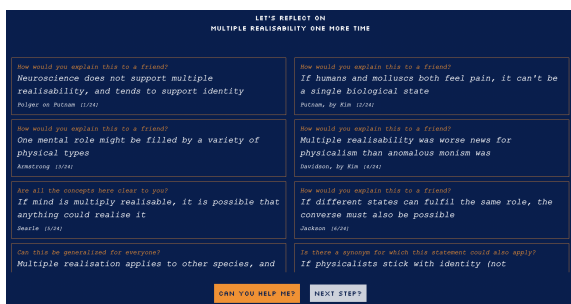 LET'S REFLECT ON
MULTIPLE REALISABILITY ONE MORE TIME
How would you explain this to a friend?
Neuroscience does not support multiple
realisability, and tends to support identity
Polger on Putnam [1/24]
If humans and molluscs both feel pain, it can't be
a single biological state
Putnam, by Kim [2/24]
How would you explain this to a friend?
One mental role might be filled by a variety of
physical types
Armstrong [3/24]
How would you explain this to a friend?
Multiple realisability was worse news for
physicalism than anomalous monism was
Davidson, by Kim [4/24]
Are all the concepts here clear to you?
If mind is multiply realisable, it is possible that
anything could realise it
Searle [5/24]
How would you explain this to a friend?
If different states can fulfil the same role, the
converse must also be possible
Jackson [6/24]
Can this be generalized for everyone?
Multiple realisation applies to other species, and
Is there a synonym for which this statement could also apply?
If physicalists stick with identity (not
CAN YOU HELP ME?
NEXT STEP?